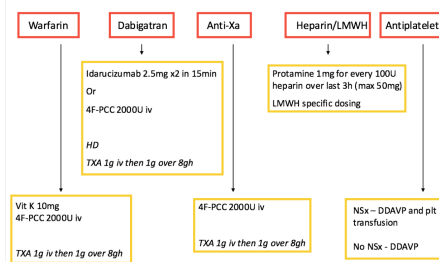 Warfarin
Dabigatran
Anti-Xa
Heparin/LMWH
Antiplatelet
Idarucizumab 2.5mg x2 in 15min
Or
4F-PCC 2000U iv
HD
TXA 1g iv then 1g over 8gh
Protamine 1mg for every 100U
heparin over last 3h (max 50mg)
LMWH specific dosing
Vit K 10mg
4F-PCC 2000U iv
TXA 1g iv then 1g over 8gh
4F-PCC 2000U iv
TXA 1g iv then 1g over 8gh
NSx – DDAVP and plt
transfusion
No NSx - DDAVP